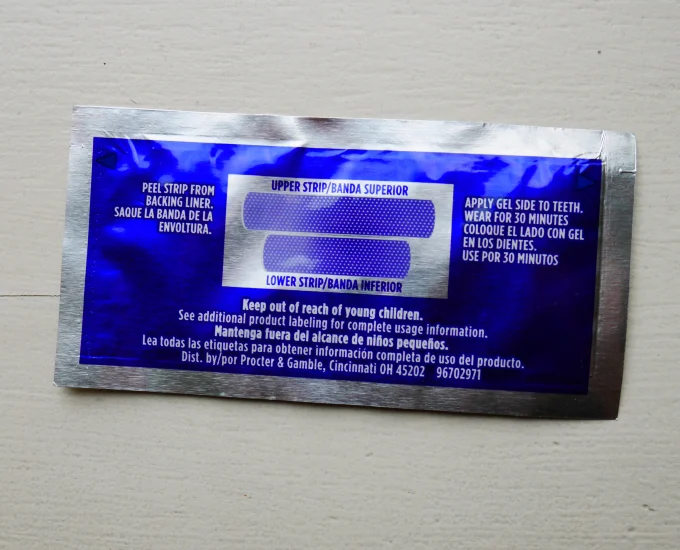 PEEL STRIP FROM
BACKING LINER.
SAQUE LA BANDA DE LA
ENVOLTURA.
UPPER STRIP/BANDA SUPERIOR
LOWER STRIP/BANDA INFERIOR
APPLY GEL SIDE TO TEETH.
WEAR FOR 30 MINUTES
COLOQUE EL LADO CON GEL
EN LOS DIENTES.
USE POR 30 MINUTOS
Keep out of reach of young children.
See additional product labeling for complete usage information.
Mantenga fuera del alcance de niños pequeños.
Lea todas las etiquetas para obtener información completa de uso del producto.
Dist. by/por Procter & Gamble, Cincinnati OH 45202 96702971